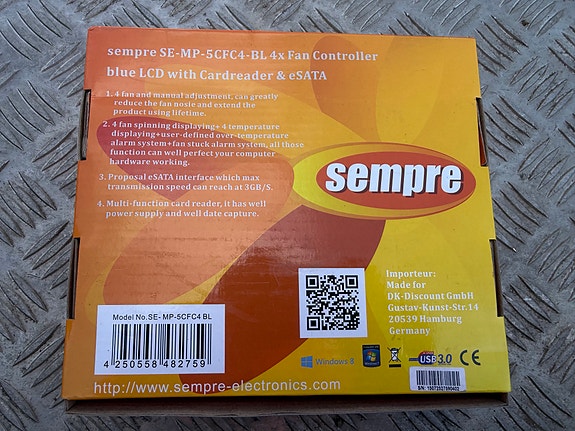 sempre SE-MP-5CFC4-BL 4x Fan Controller
blue LCD with Cardreader & eSATA
1. 4 fan and manual adjustment, can greatly
reduce the fan nosie and extend the
product using lifetime.
2. 4 fan spinning displaying+ 4 temperature
displaying+user-defined over-temperature
alarm system+fan stuck alarm system, all those
function can well perfect your computer
hardware working.
3. Proposal eSATA interface which max
transmission speed can reach at 3GB/S.
4. Multi-function card reader, it has well
power supply and well date capture.
sempre
Importeur:
Made for
DK-Discount GmbH
Gustav-Kunst-Str.14
20539 Hamburg
Germany
Model No.SE- MP-5CFC4 BL
4 250558 482759
Windows 8
USB 3.0
CE
http://www.sempre-electronics.com